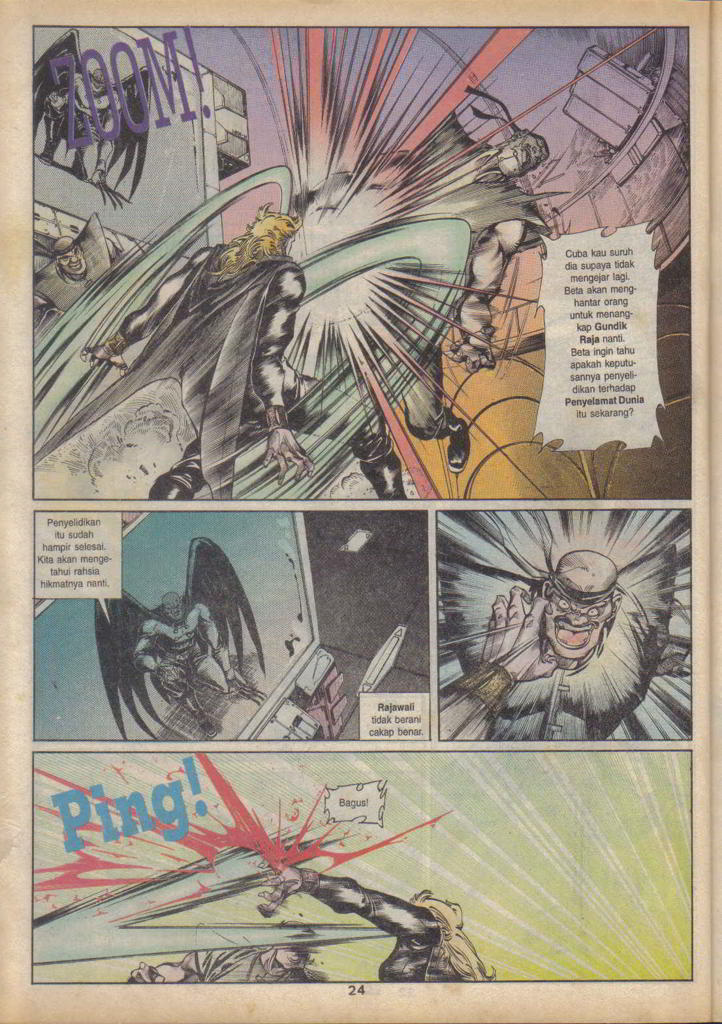 ZOOM!
Cuba kau suruh
dia supaya tidak
mengejar lagi.
Beta akan meng-
hantar orang
untuk menang-
kap Gundik
Raja nanti.
Beta ingin tahu
apakah keputu-
sannya penyeli-
dikan terhadap
Penyelamat Dunia
itu sekarang?
Penyelidikan
itu sudah
hampir selesai.
Kita akan menge-
tahui rahsia
hikmatnya nanti.
Rajawali
tidak berani
cakap benar.
Ping!
Bagus!
24